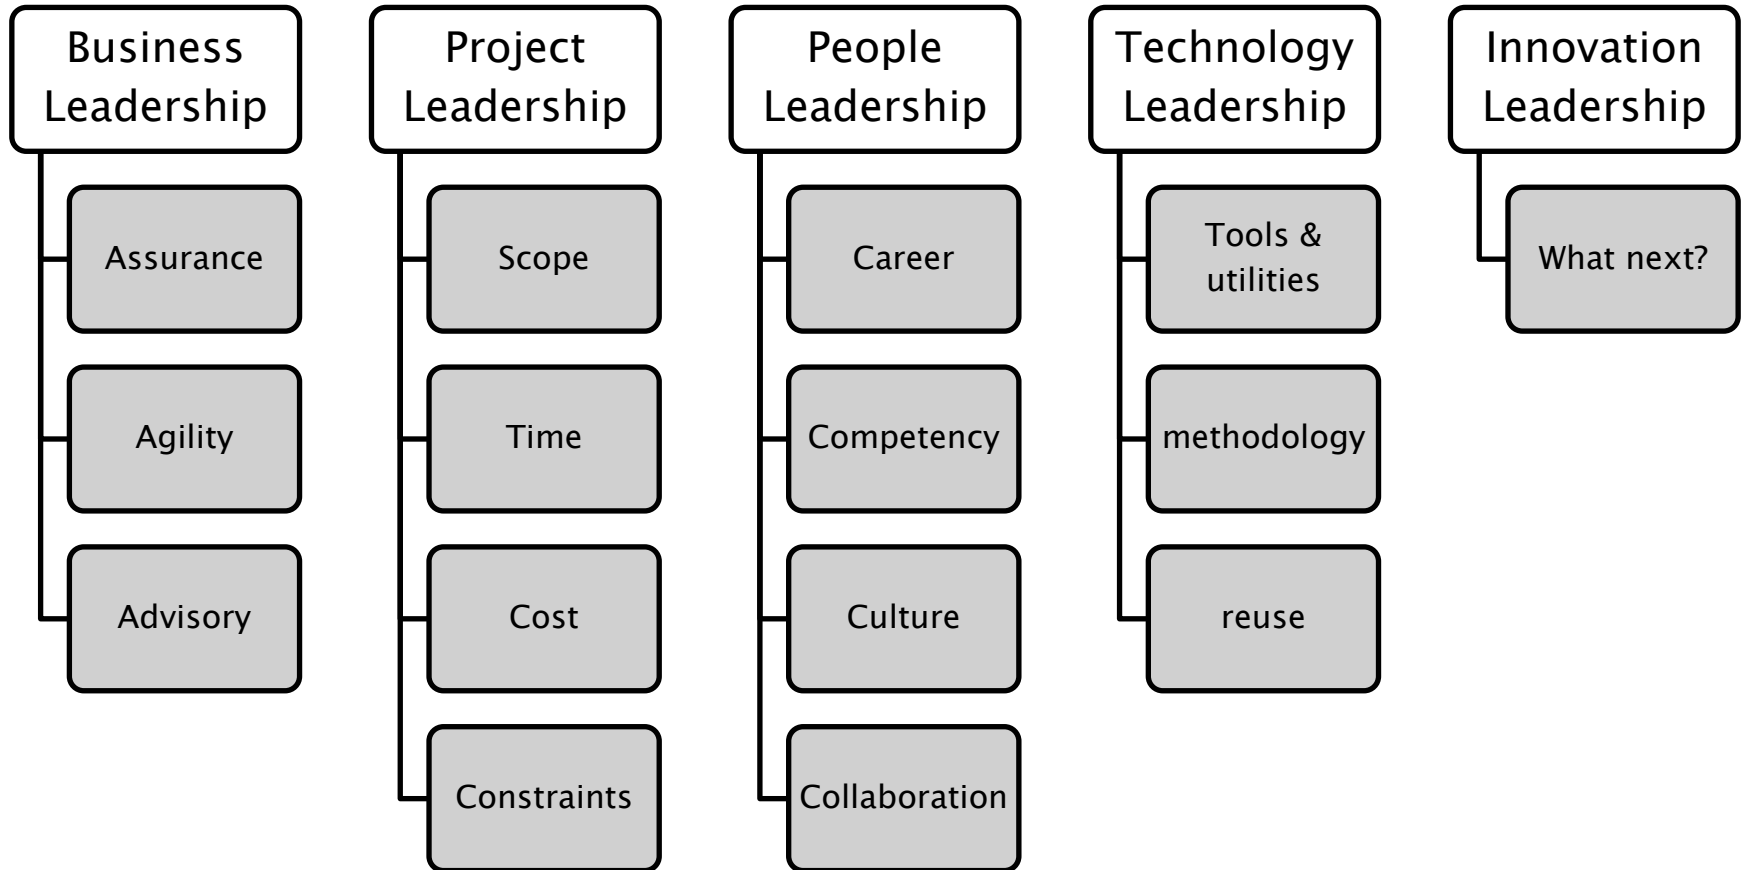 Business
Leadership
Assurance
Agility
Advisory
Project
Leadership
Scope
Time
Cost
Constraints
People
Leadership
Career
Competency
Culture
Collaboration
Technology
Leadership
Tools &
utilities
methodology
reuse
Innovation
Leadership
What next?